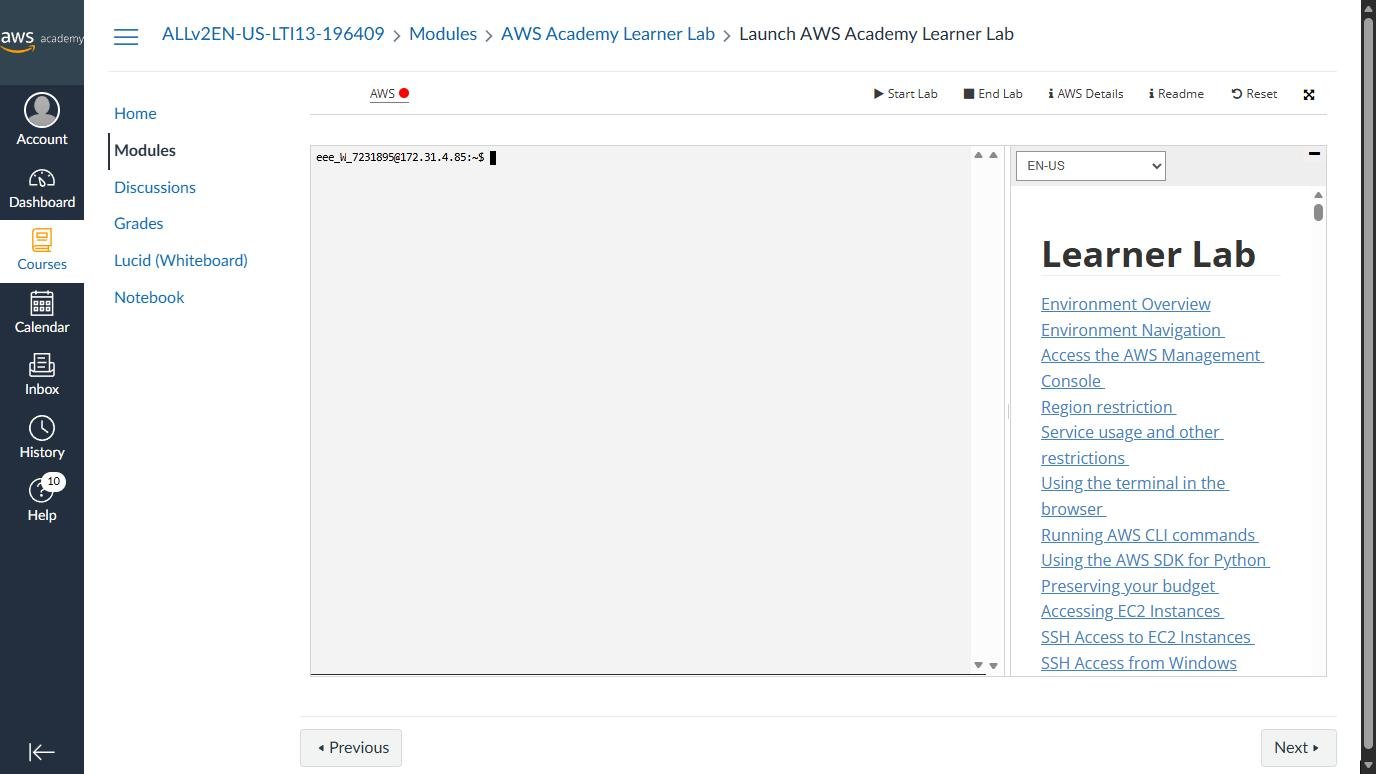 aws academy
ALLv2EN-US-LTI13-196409 > Modules > AWS Academy Learner Lab > Launch AWS Academy Learner Lab
AWS
Start Lab
End Lab
AWS Details
Readme
Reset
Account
Dashboard
Courses
Calendar
Inbox
History
10
Help
Home
Modules
Discussions
Grades
Lucid (Whiteboard)
Notebook
eee_W_7231895@172.31.4.85:~$
EN-US
Learner Lab
Environment Overview
Environment Navigation
Access the AWS Management
Console
Region restriction
Service usage and other
restrictions
Using the terminal in the
browser
Running AWS CLI commands
Using the AWS SDK for Python
Preserving your budget
Accessing EC2 Instances
SSH Access to EC2 Instances
SSH Access from Windows
Previous
Next